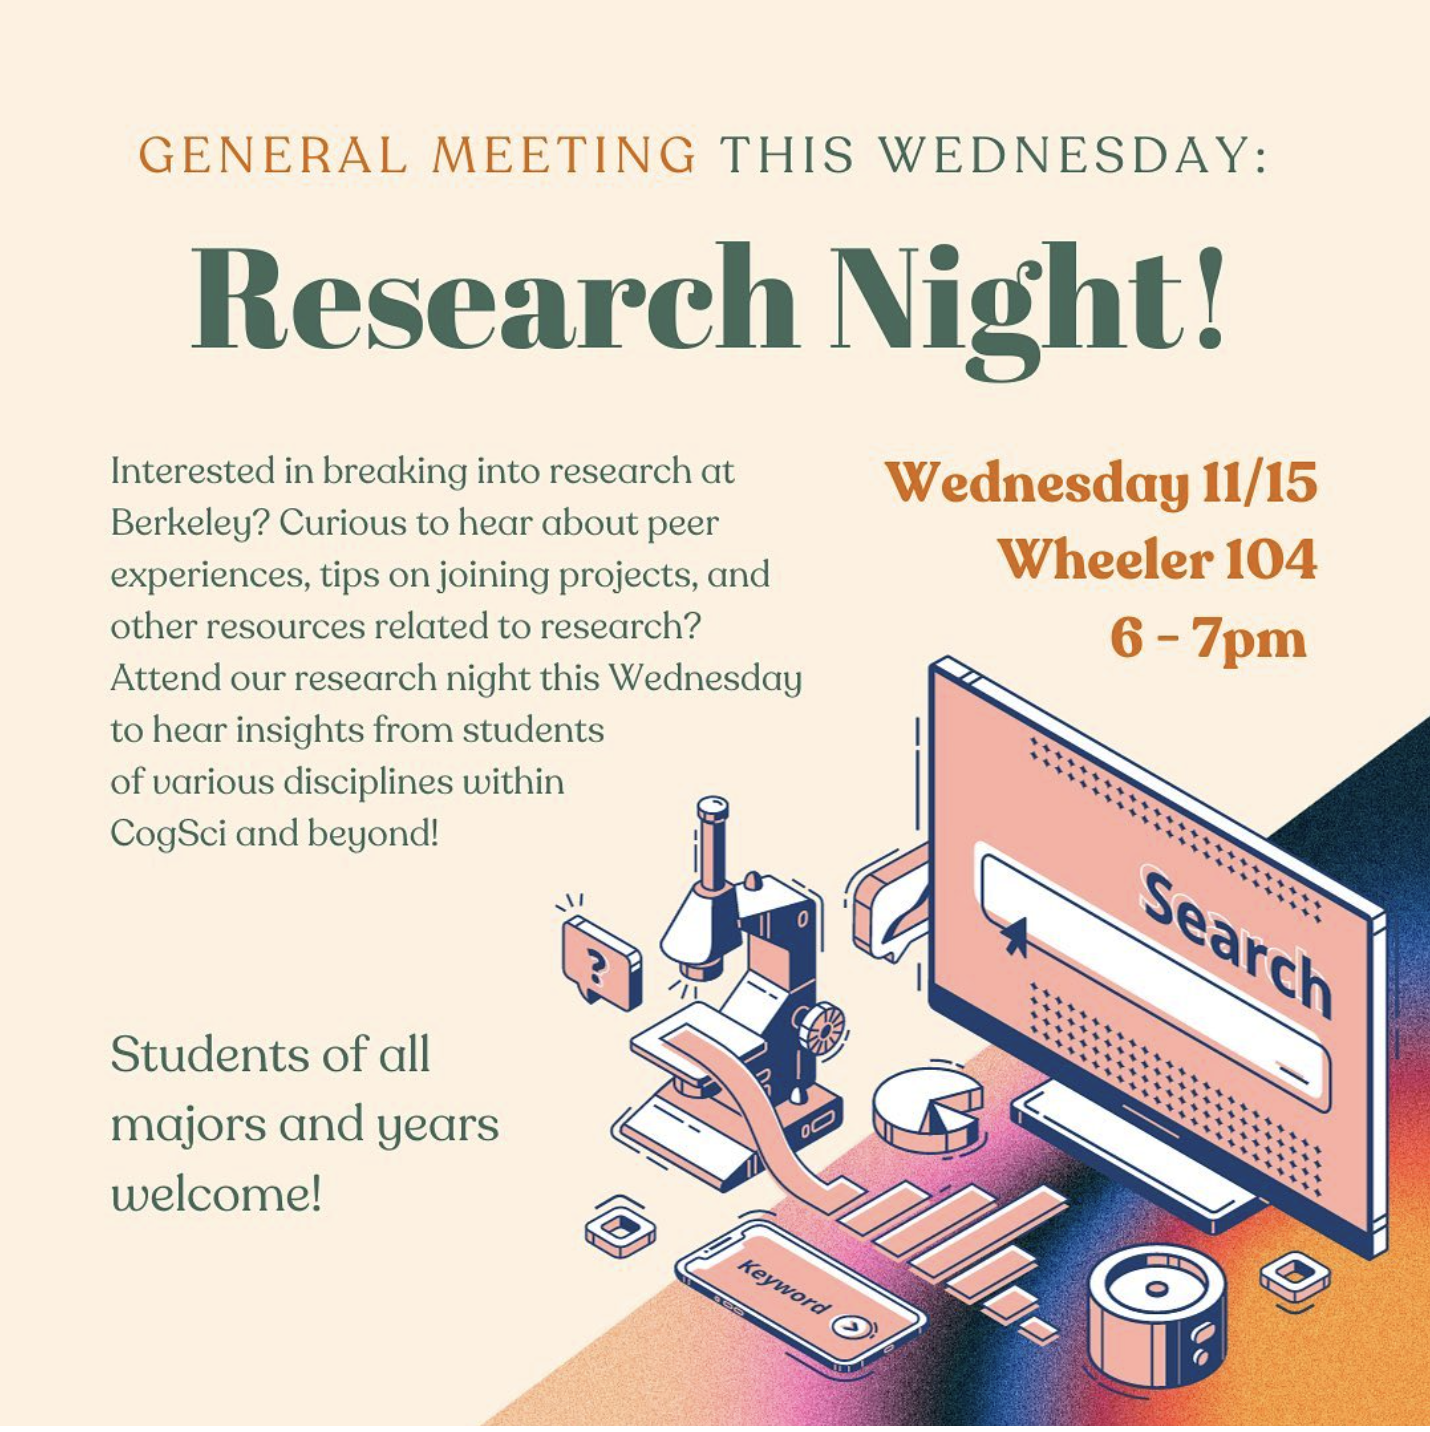 GENERAL MEETING THIS WEDNESDAY:
Research Night!
Interested in breaking into research at
Berkeley? Curious to hear about peer
experiences, tips on joining projects, and
other resources related to research?
Attend our research night this Wednesday
to hear insights from students
of various disciplines within
CogSci and beyond!
Wednesday 11/15
Wheeler 104
6 - 7pm
Students of all
majors and years
welcome!
?
Search
Keyword